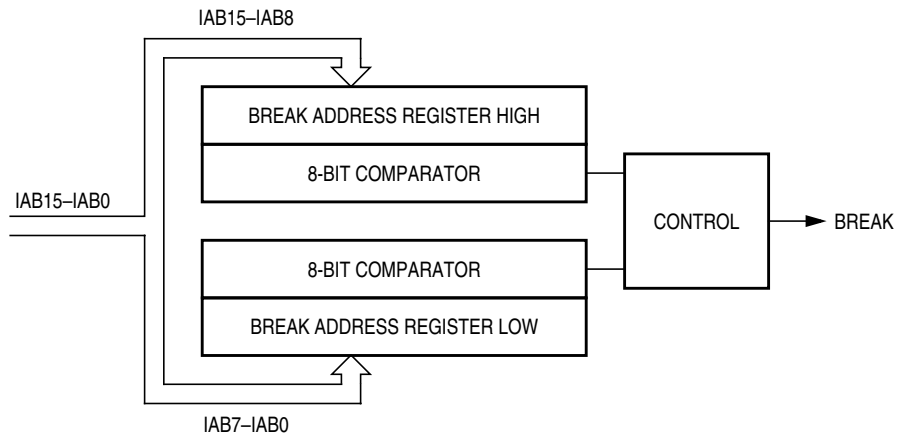 IAB15–IAB8
BREAK ADDRESS REGISTER HIGH
8-BIT COMPARATOR
IAB15–IAB0
CONTROL
BREAK
8-BIT COMPARATOR
BREAK ADDRESS REGISTER LOW
IAB7–IAB0